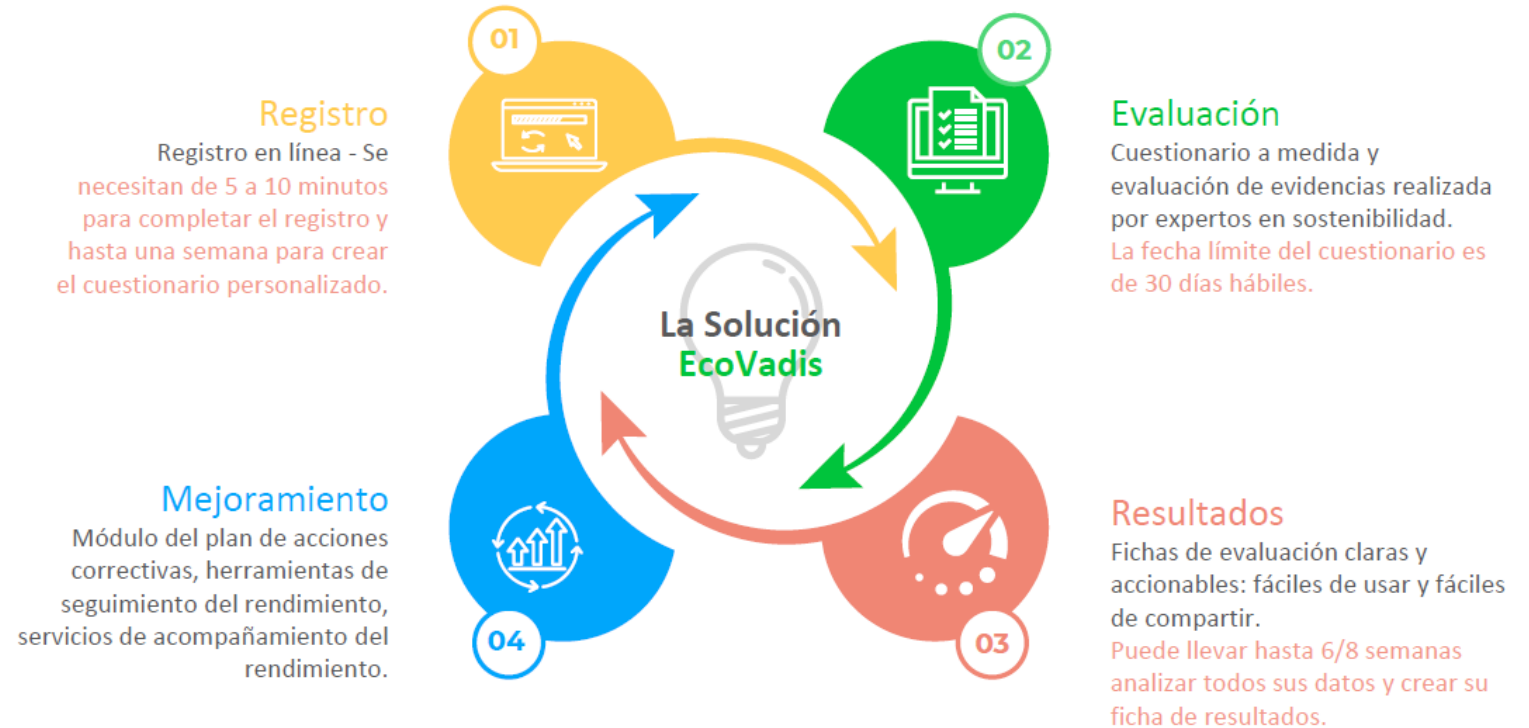 01
Registro
Registro en línea - Se
necesitan de 5 a 10 minutos
para completar el registro y
hasta una semana para crear
el cuestionario personalizado.
02
Evaluación
Cuestionario a medida y
evaluación de evidencias realizada
por expertos en sostenibilidad.
La fecha límite del cuestionario es
de 30 días hábiles.
La Solución
EcoVadis
03
Resultados
Fichas de evaluación claras y
accionables: fáciles de usar y fáciles
de compartir.
Puede llevar hasta 6/8 semanas
analizar todos sus datos y crear su
ficha de resultados.
04
Mejoramiento
Módulo del plan de acciones
correctivas, herramientas de
seguimiento del rendimiento,
servicios de acompañamiento del
rendimiento.